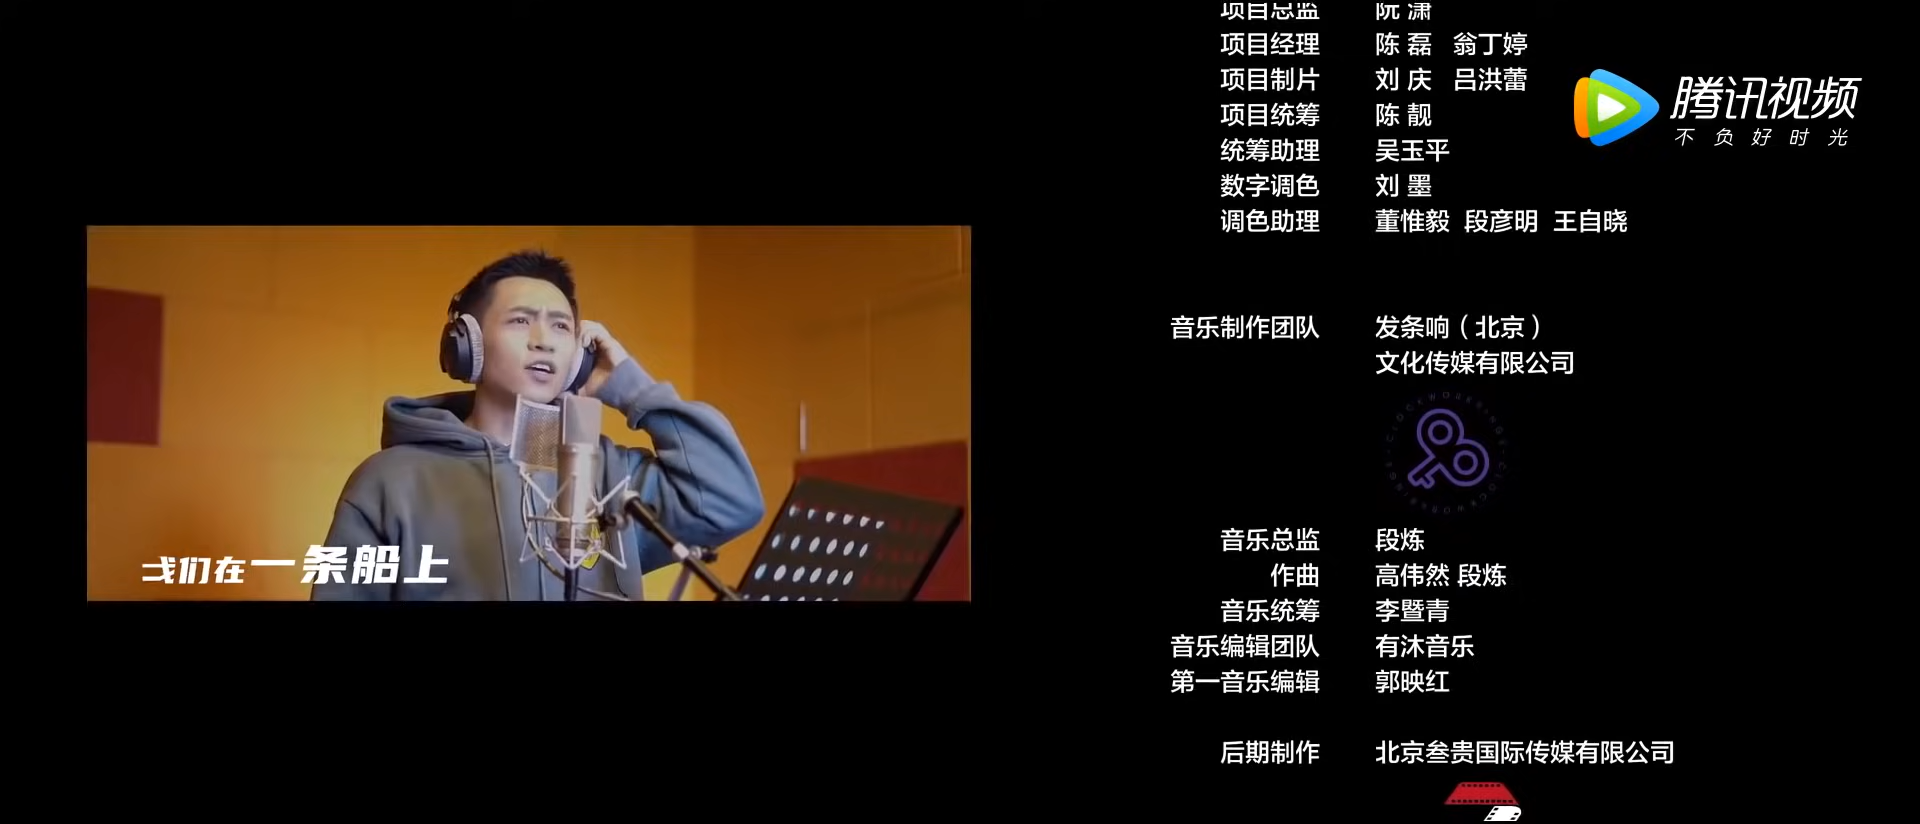 项目总监 阮 潇
项目经理 陈 磊 翁丁婷
项目制片 刘 庆 吕洪蕾
项目统筹 陈 靓
统筹助理 吴玉平
数字调色 刘 墨
调色助理 董惟毅 段彦明 王自晓
腾讯视频
不负好时光
我们在一条船上
音乐制作团队 发条响（北京）
文化传媒有限公司
音乐总监 段炼
作曲 高伟然 段炼
音乐统筹 李暨青
音乐编辑团队 有沐音乐
第一音乐编辑 郭映红
后期制作 北京叁贵国际传媒有限公司